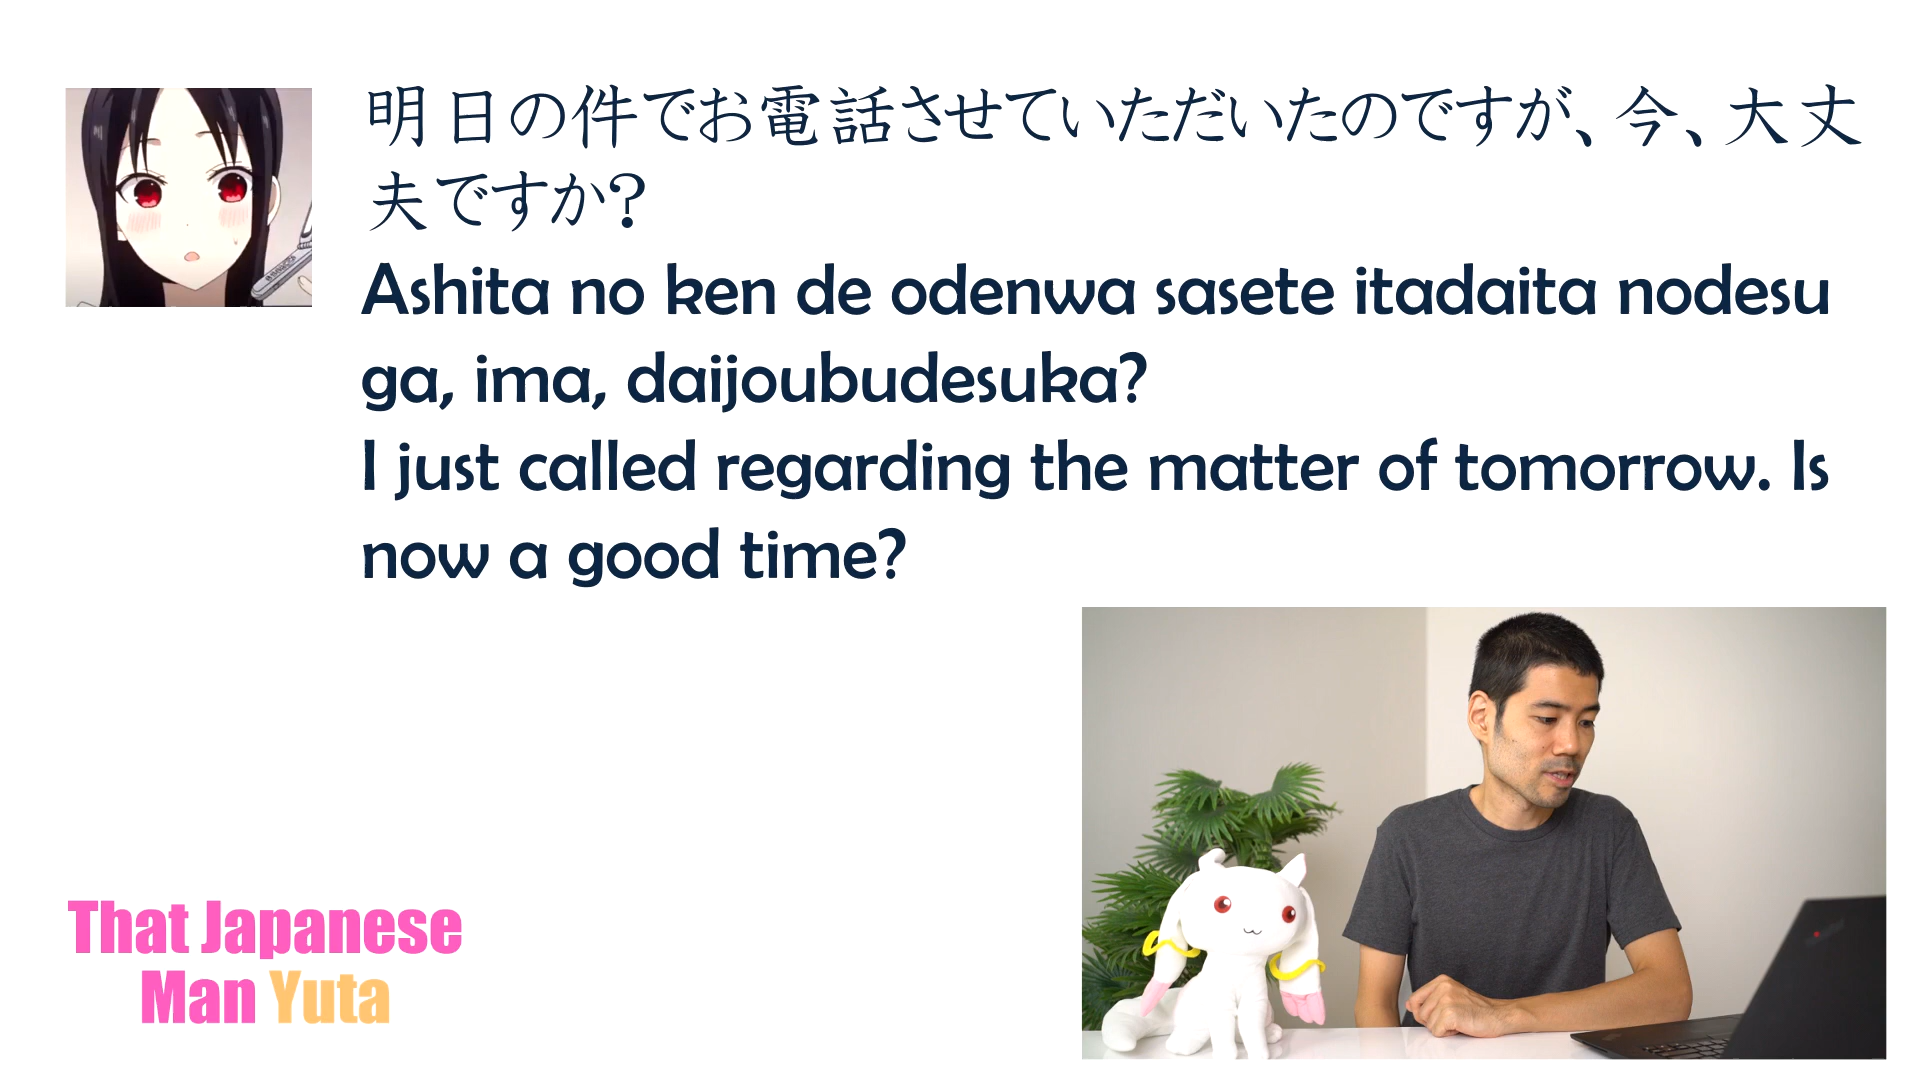 明日の件でお電話させていただいたのですが、今、大丈
夫ですか?
Ashita no ken de odenwa sasete itadaita nodesu
ga, ima, daijoubudesuka?
I just called regarding the matter of tomorrow. Is
now a good time?
That Japanese
Man Yuta